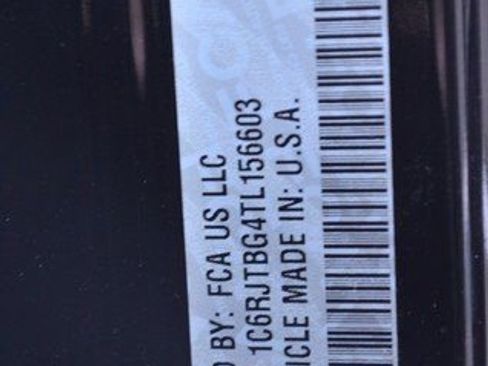 D BY: FCA US LLC
1C6RJTBG4TL156603
ICLE MADE IN: U.S.A.